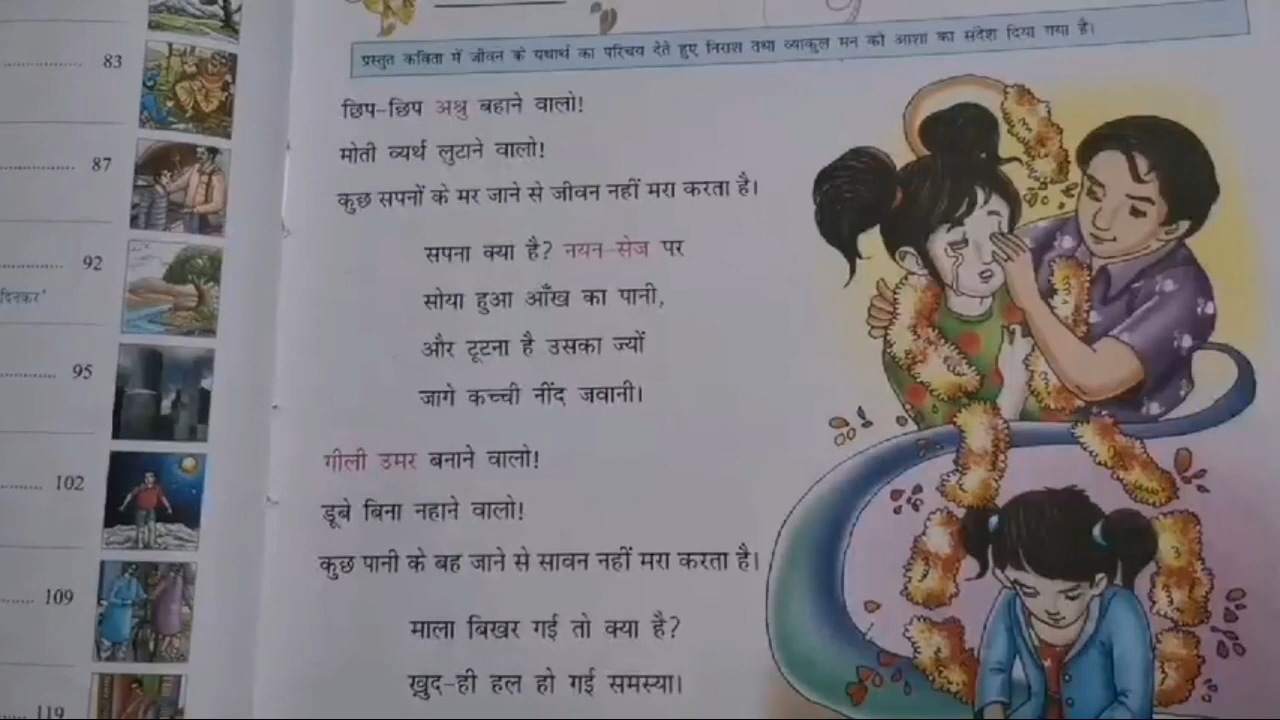 83
87
92
दिनकर'
95
102
109
119
प्रस्तुत कविता में जीवन के यथार्थ का परिचय देते हुए निराश तथा व्याकुल मन को आशा का संदेश दिया गया है।
छिप-छिप अश्रु बहाने वालो!
मोती व्यर्थ लुटाने वालो!
कुछ सपनों के मर जाने से जीवन नहीं मरा करता है।
सपना क्या है? नयन-सेज पर
सोया हुआ आँख का पानी,
और टूटना है उसका ज्यों
जागे कच्ची नींद जवानी।
गीली उमर बनाने वालो!
डूबे बिना नहाने वालो!
कुछ पानी के बह जाने से सावन नहीं मरा करता है।
माला बिखर गई तो क्या है?
ख़ुद-ही हल हो गई समस्या।